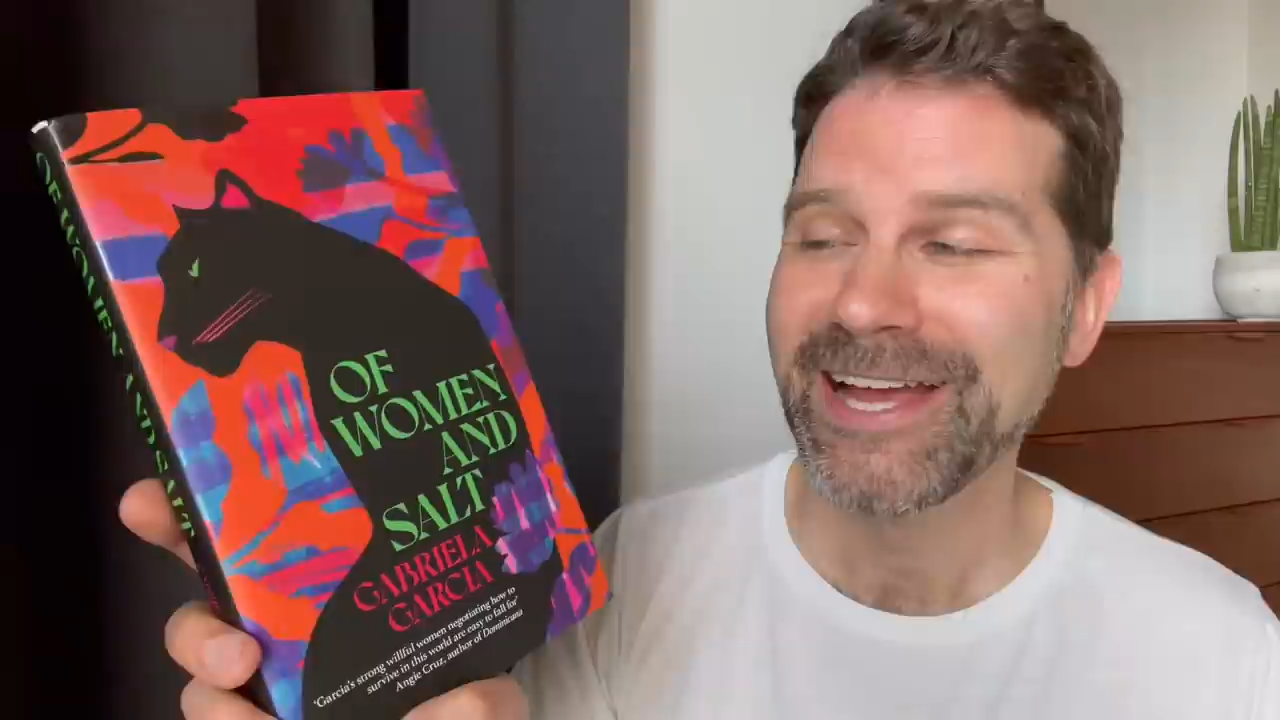 OF WOMEN AND SALT
OF
WOMEN
AND
SALT
GABRIELA
GARCIA
'Garcia's strong willful women negotiating how to
survive in this world are easy to fall for'
Angie Cruz, author of Dominicana